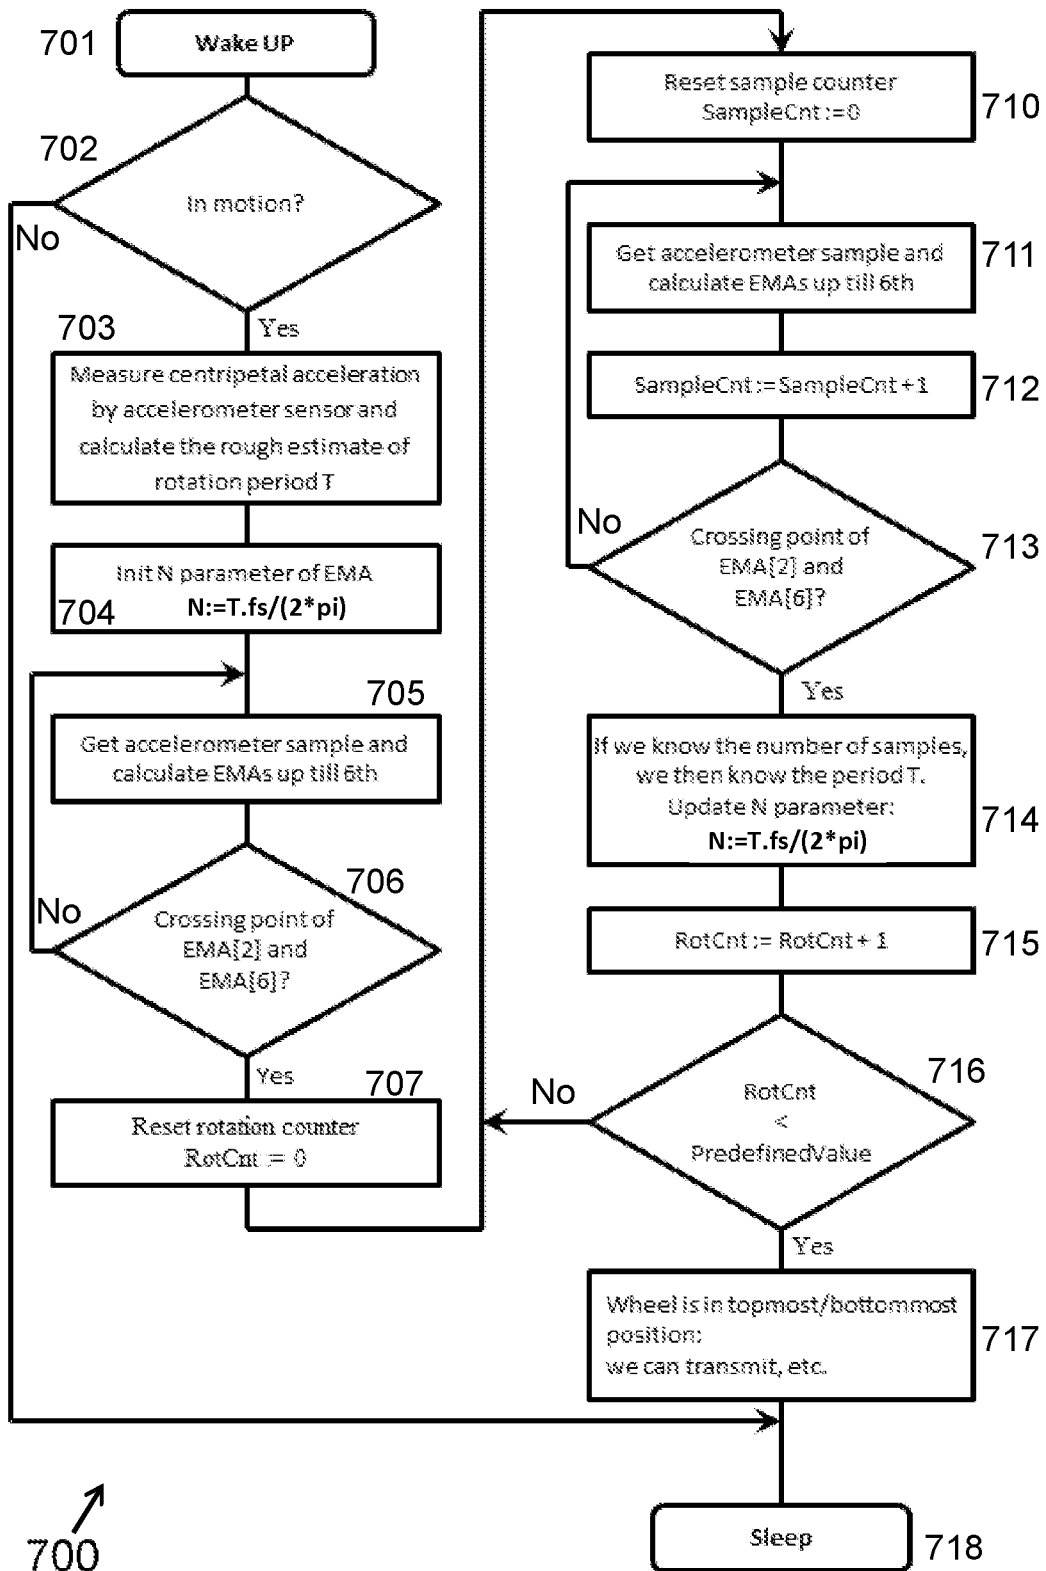 701
Wake UP
702
In motion?
No
Yes
703
Measure centripetal acceleration
by accelerometer sensor and
calculate the rough estimate of
rotation period T
Init N parameter of EMA
704
N:=T.fs/(2*pi)
705
Get accelerometer sample and
calculate EMAs up till 6th
706
No
Crossing point of
EMA[2] and
EMA[6]?
Yes
707
Reset rotation counter
RotCnt := 0
Reset sample counter
SampleCnt :=0
710
Get accelerometer sample and
calculate EMAs up till 6th
711
SampleCnt := SampleCnt +1
712
No
Crossing point of
EMA[2] and
EMA[6]?
713
Yes
If we know the number of samples,
we then know the period T.
Update N parameter:
N:=T.fs/(2*pi)
714
RotCnt := RotCnt + 1
715
716
No
RotCnt
<
PredefinedValue
Yes
Wheel is in topmost/bottommost
position:
we can transmit, etc.
717
Sleep
718
700